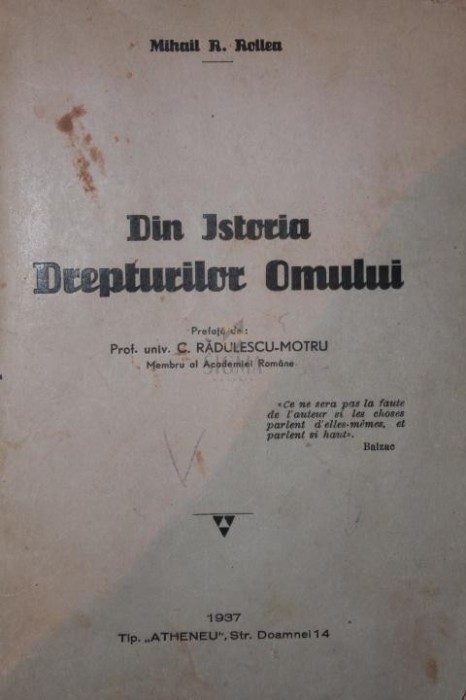 Mihail R. Rollea
Din Istoria
Drepturilor Omului
Prefață de:
Prof. univ. C. RĂDULESCU-MOTRU
Membru al Academiei Române
«Ce ne sera pas la faute
de l'auteur si les choses
parlent d'elles-mêmes, et
parlent si haut».
Balzac
V
1937
Tip. „ATHENEU", Str. Doamnei 14